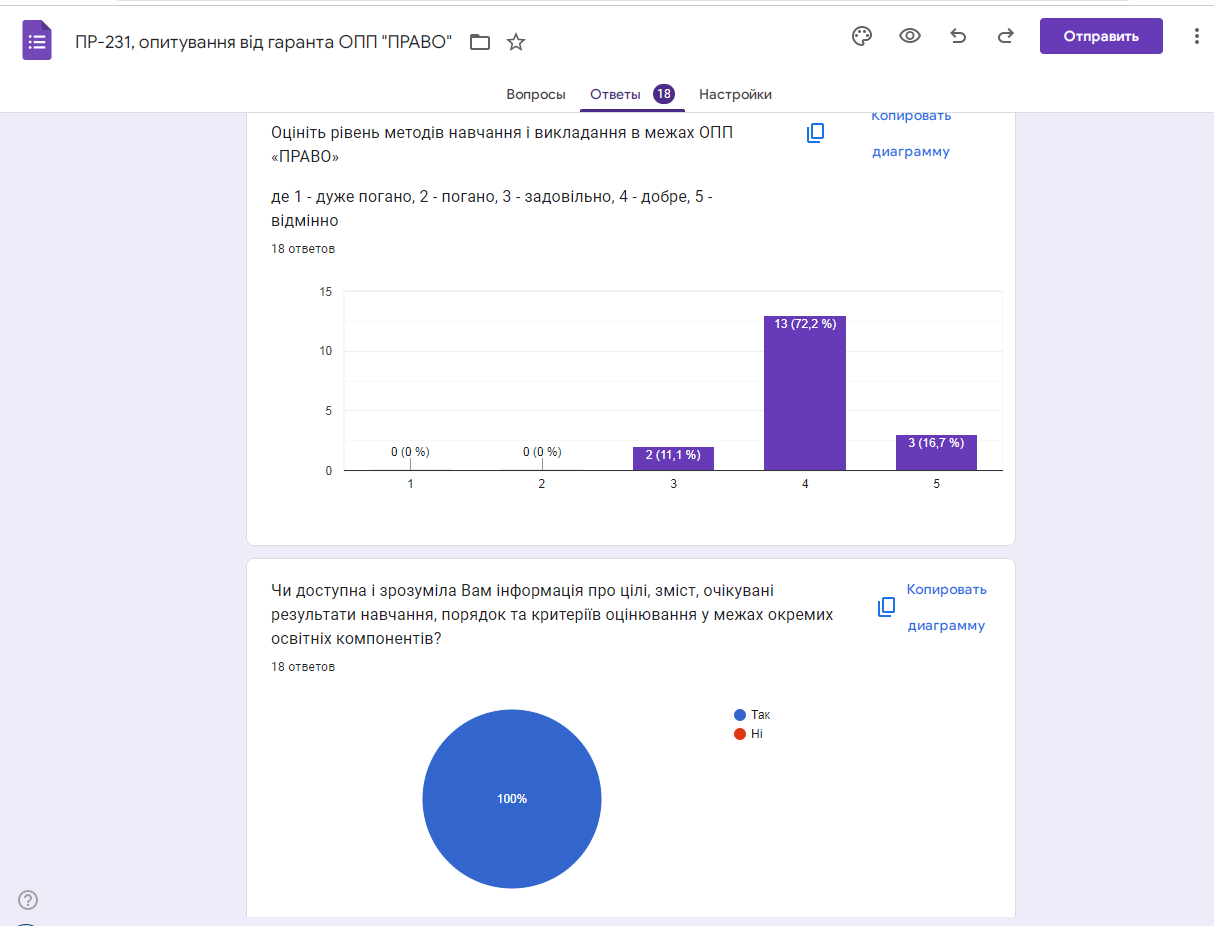 ПР-231, опитування від гаранта ОПП "ПРАВО"
Отправить
Вопросы
Ответы 18
Настройки
Оцініть рівень методів навчання і викладання в межах ОПП
«ПРАВО»
Копировать
диаграмму
де 1 - дуже погано, 2 - погано, 3 - задовільно, 4 - добре, 5 -
відмінно
18 ответов
15
10
5
0
0 (0 %)
0 (0 %)
2 (11,1 %)
13 (72,2 %)
3 (16,7 %)
1
2
3
4
5
Чи доступна і зрозуміла Вам інформація про цілі, зміст, очікувані
результати навчання, порядок та критеріїв оцінювання у межах окремих
освітніх компонентів?
Копировать
диаграмму
18 ответов
Так
Ні
100%